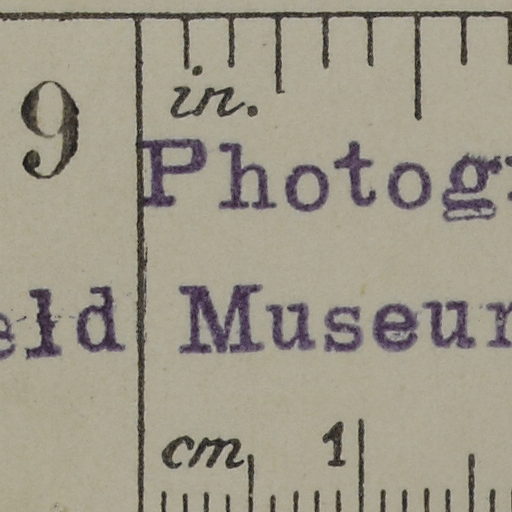 9 in.
Photog
eld Museu
cm 1